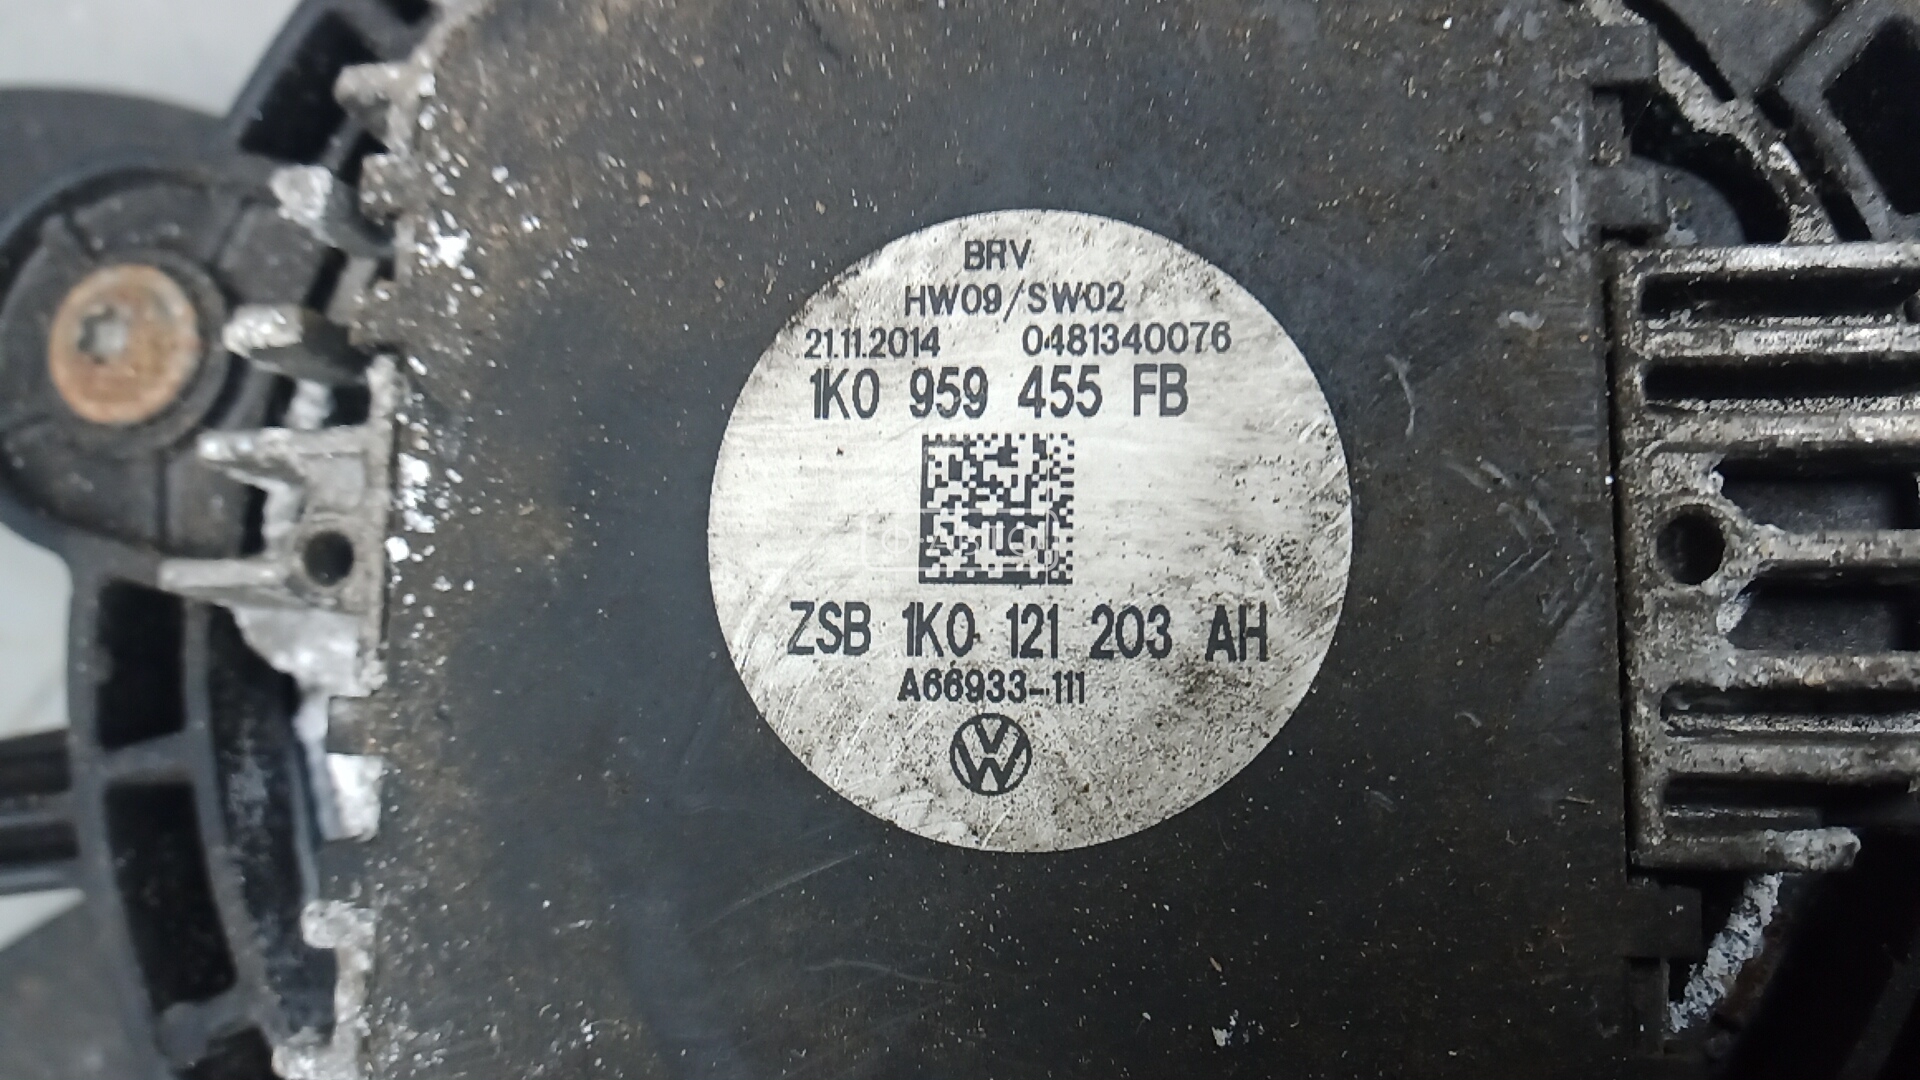 BRV
HW09/SW02
21.11.2014 0481340076
1K0 959 455 FB
ZSB 1K0 121 203 AH
A66933-111